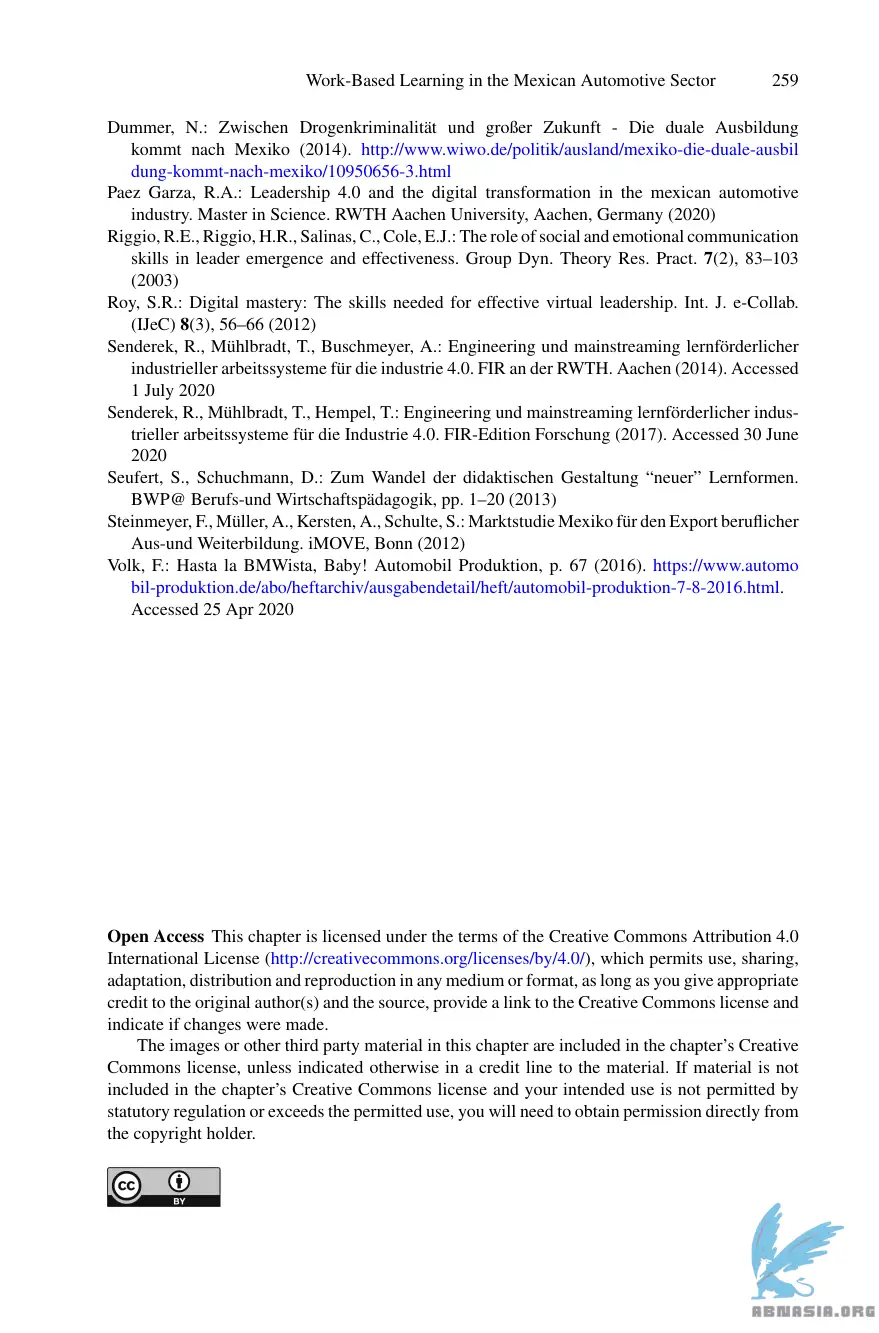 Work-Based Learning in the Mexican Automotive Sector 259
Dummer, N.: Zwischen Drogenkriminalität und großer Zukunft - Die duale Ausbildung
kommt nach Mexiko (2014). http://www.wiwo.de/politik/ausland/mexiko-die-duale-ausbil
dung-kommt-nach-mexiko/10950656-3.html
Paez Garza, R.A.: Leadership 4.0 and the digital transformation in the mexican automotive
industry. Master in Science. RWTH Aachen University, Aachen, Germany (2020)
Riggio, R.E., Riggio, H.R., Salinas, C., Cole, E.J.: The role of social and emotional communication
skills in leader emergence and effectiveness. Group Dyn. Theory Res. Pract. 7(2), 83–103
(2003)
Roy, S.R.: Digital mastery: The skills needed for effective virtual leadership. Int. J. e-Collab.
(IJeC) 8(3), 56–66 (2012)
Senderek, R., Mühlbradt, T., Buschmeyer, A.: Engineering und mainstreaming lernförderlicher
industrieller arbeitssysteme für die industrie 4.0. FIR an der RWTH. Aachen (2014). Accessed
1 July 2020
Senderek, R., Mühlbradt, T., Hempel, T.: Engineering und mainstreaming lernförderlicher indus-
trieller arbeitssysteme für die Industrie 4.0. FIR-Edition Forschung (2017). Accessed 30 June
2020
Seufert, S., Schuchmann, D.: Zum Wandel der didaktischen Gestaltung “neuer” Lernformen.
BWP@ Berufs-und Wirtschaftspädagogik, pp. 1–20 (2013)
Steinmeyer, F., Müller, A., Kersten, A., Schulte, S.: Marktstudie Mexiko für den Export beruflicher
Aus-und Weiterbildung. iMOVE, Bonn (2012)
Volk, F.: Hasta la BMWista, Baby! Automobil Produktion, p. 67 (2016). https://www.automo
bil-produktion.de/abo/heftarchiv/ausgabendetail/heft/automobil-produktion-7-8-2016.html.
Accessed 25 Apr 2020
Open Access This chapter is licensed under the terms of the Creative Commons Attribution 4.0
International License (http://creativecommons.org/licenses/by/4.0/), which permits use, sharing,
adaptation, distribution and reproduction in any medium or format, as long as you give appropriate
credit to the original author(s) and the source, provide a link to the Creative Commons license and
indicate if changes were made.
The images or other third party material in this chapter are included in the chapter’s Creative
Commons license, unless indicated otherwise in a credit line to the material. If material is not
included in the chapter’s Creative Commons license and your intended use is not permitted by
statutory regulation or exceeds the permitted use, you will need to obtain permission directly from
the copyright holder.
cc
BY
ABNASIA.ORG